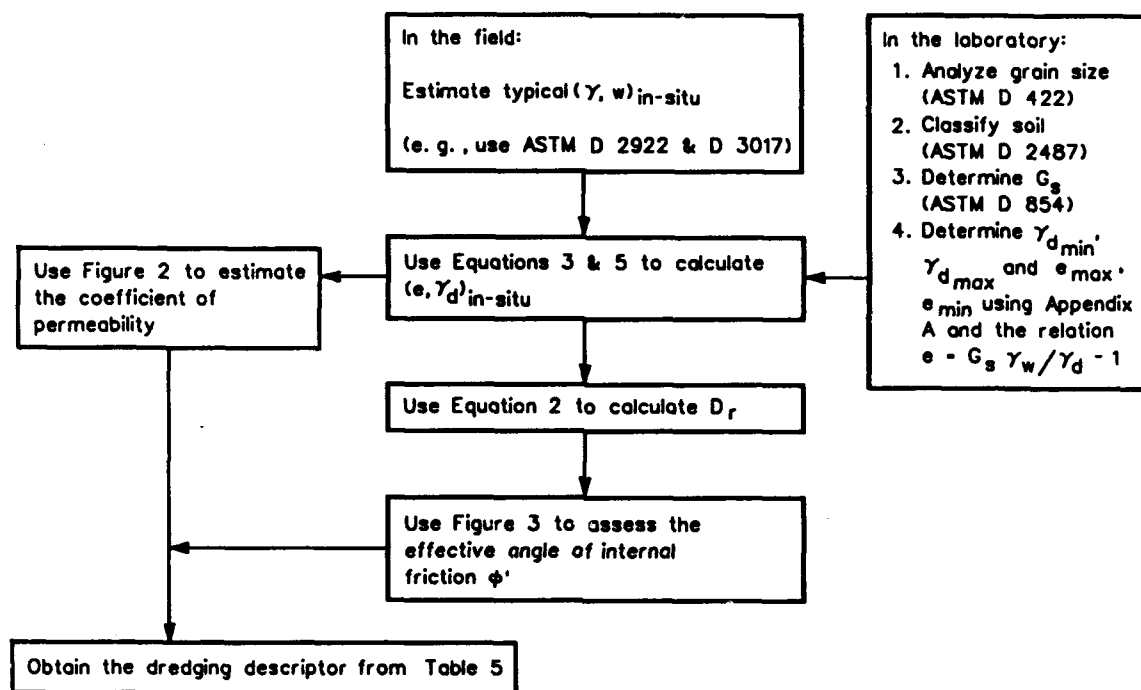 In the field:
Estimate typical (γ, w)in-situ
(e. g., use ASTM D 2922 & D 3017)
In the laboratory:
1. Analyze grain size
(ASTM D 422)
2. Classify soil
(ASTM D 2487)
3. Determine Gs
(ASTM D 854)
4. Determine γdmin,
γdmax and emax,
emin using Appendix
A and the relation
e - Gs γw/γd - 1
Use Equations 3 & 5 to calculate
(e, γd)in-situ
Use Figure 2 to estimate
the coefficient of
permeability
Use Equation 2 to calculate Dr
Use Figure 3 to assess the
effective angle of internal
friction ϕ'
Obtain the dredging descriptor from Table 5